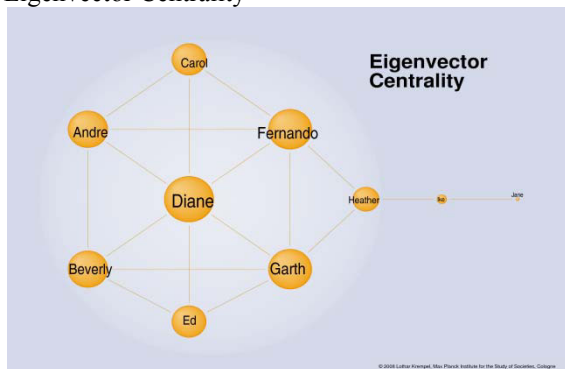 Eigenvector Centrality
Eigenvector
Centrality
Carol
Andre
Fernando
Diane
Heather
Jane
Beverly
Garth
Ed
© 2008 Lothar Krempel, Max Planck Institute for the Study of Societies, Cologne